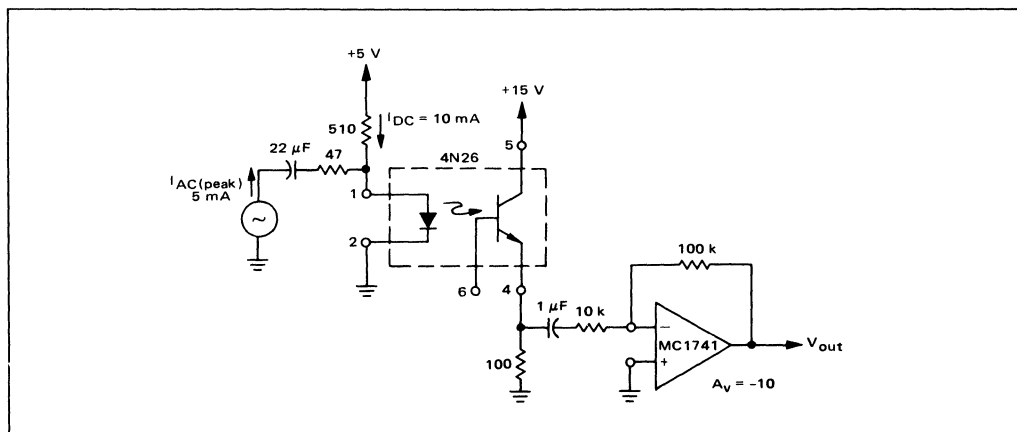 +5 V
+15 V
510
I_DC = 10 mA
5
22 μF
47
4N26
I_AC(peak)
5 mA
1
~
2
100 k
6
4
1 μF
10 k
−
MC1741
V_out
100
+
A_v = –10